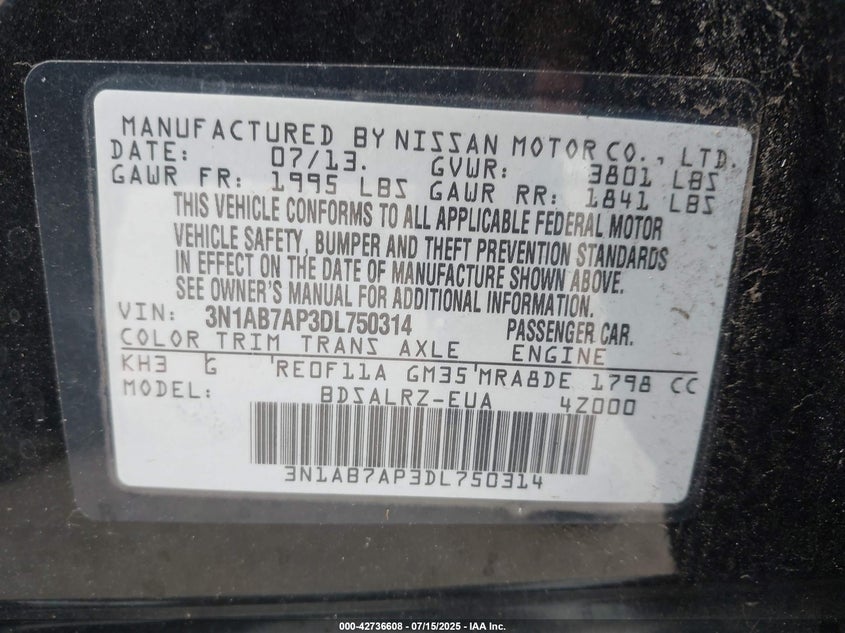 MANUFACTURED BY NISSAN MOTOR CO., LTD.
DATE: 07/13. GVWR: 3801 LBS
GAWR FR: 1995 LBS GAWR RR: 1841 LBS
THIS VEHICLE CONFORMS TO ALL APPLICABLE FEDERAL MOTOR
VEHICLE SAFETY, BUMPER AND THEFT PREVENTION STANDARDS
IN EFFECT ON THE DATE OF MANUFACTURE SHOWN ABOVE.
SEE OWNER'S MANUAL FOR ADDITIONAL INFORMATION.
VIN: 3N1AB7AP3DL750314 PASSENGER CAR.
COLOR TRIM TRANS AXLE ENGINE
KH3 G RE0F11A GM35 MRA8DE 1798 CC
MODEL: BDSALRZ-EUA 4Z000
3N1AB7AP3DL750314
000-42736608 - 07/15/2025 - IAA Inc.